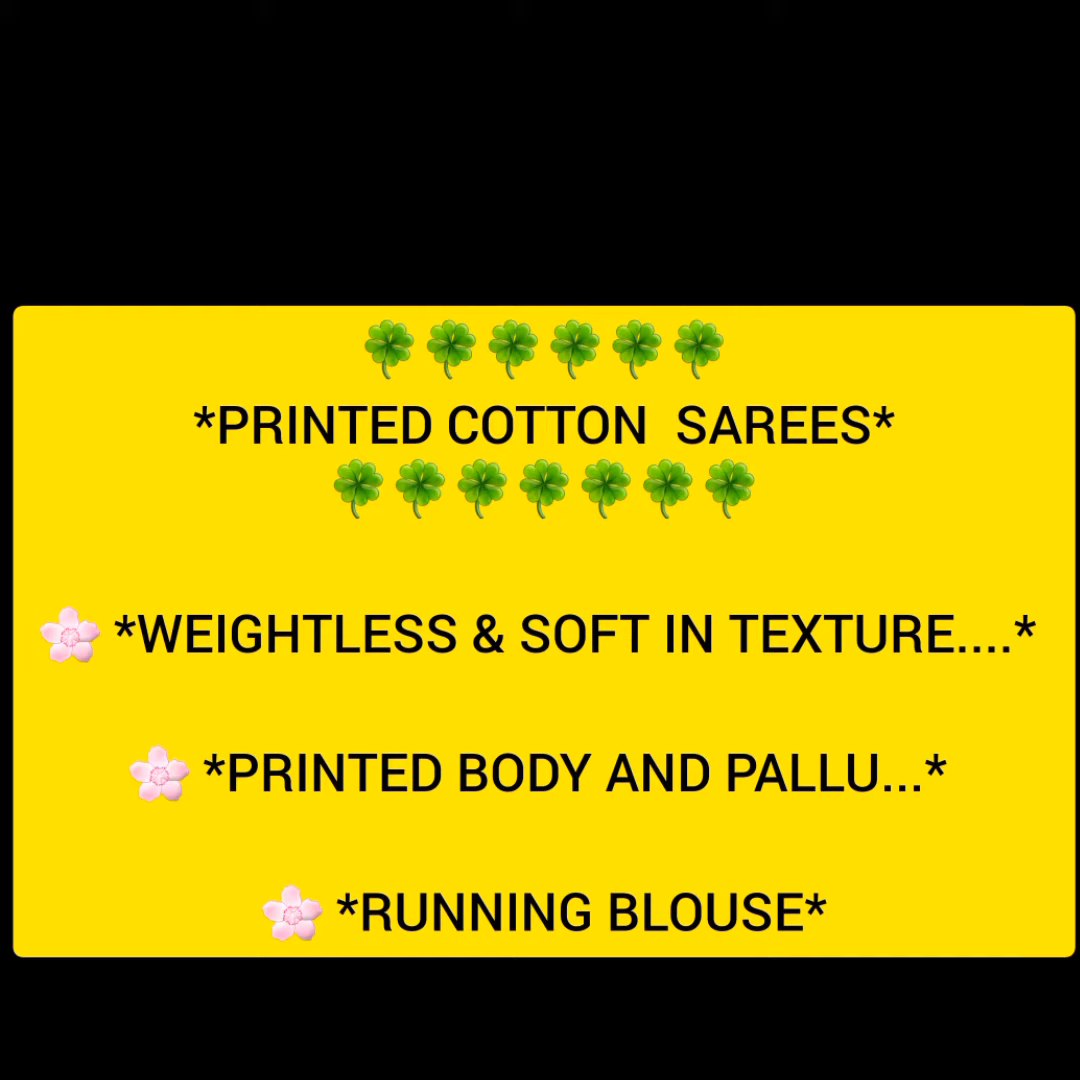 🍀🍀🍀🍀🍀🍀
*PRINTED COTTON  SAREES*
🍀🍀🍀🍀🍀🍀🍀
🌸 *WEIGHTLESS & SOFT IN TEXTURE....*
🌸 *PRINTED BODY AND PALLU...*
🌸 *RUNNING BLOUSE*